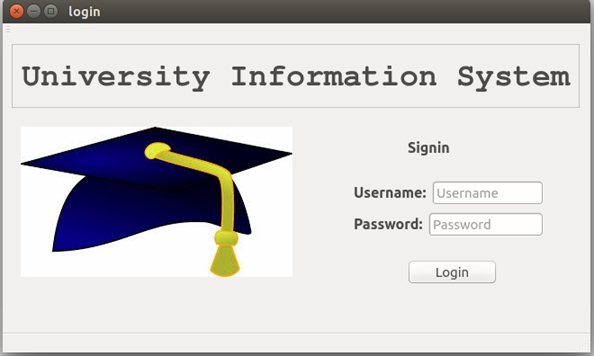 login
University Information System
Signin
Username: Username
Password: Password
Login